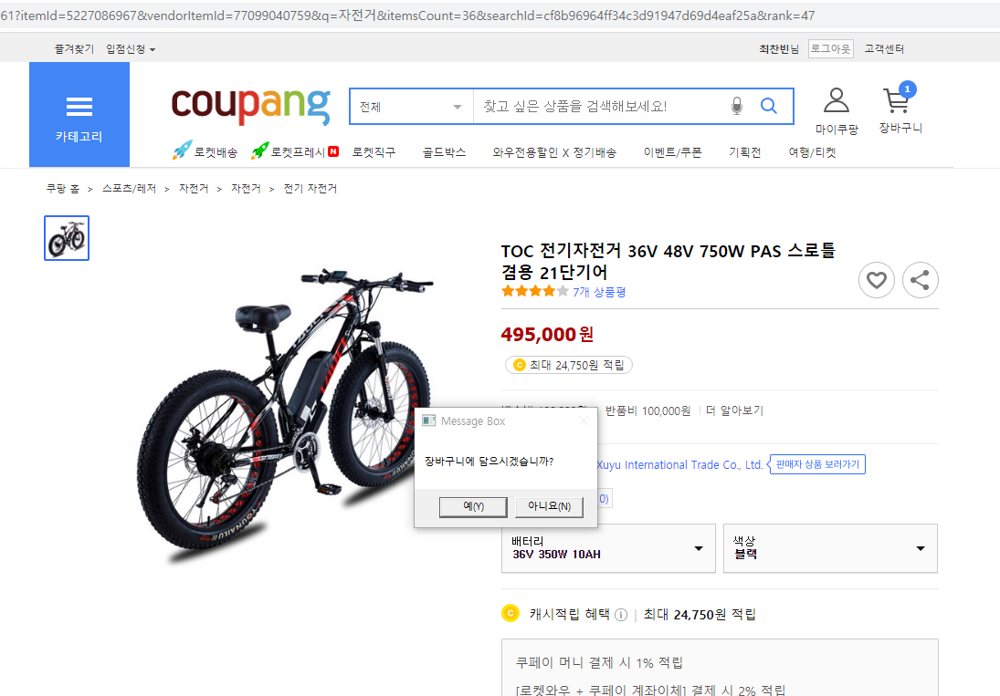 61?itemId=5227086967&vendorItemId=77099040759&q=자전거&itemsCount=36&searchId=cf8b96964ff34c3d91947d69d4eaf25a&rank=47
즐겨찾기 입점신청 최찬빈님 로그아웃 고객센터
카테고리
coupang
전체 찾고 싶은 상품을 검색해보세요!
마이쿠팡
1
장바구니
로켓배송 로켓프레시 N 로켓직구 골드박스 와우전용할인 X 정기배송 이벤트/쿠폰 기획전 여행/티켓
쿠팡 홈 > 스포츠/레저 > 자전거 > 자전거 > 전기 자전거
TOC 전기자전거 36V 48V 750W PAS 스로틀
겸용 21단기어
7개 상품평
495,000원
C 최대 24,750원 적립
반품비 100,000원 더 알아보기
Message Box
장바구니에 담으시겠습니까?
예(Y) 아니요(N)
Xuyu International Trade Co., Ltd. 판매자 상품 보러가기
0)
배터리
36V 350W 10AH
색상
블랙
C 캐시적립 혜택 i | 최대 24,750원 적립
쿠페이 머니 결제 시 1% 적립
[로켓와우 + 쿠페이 계좌이체] 결제 시 2% 적립